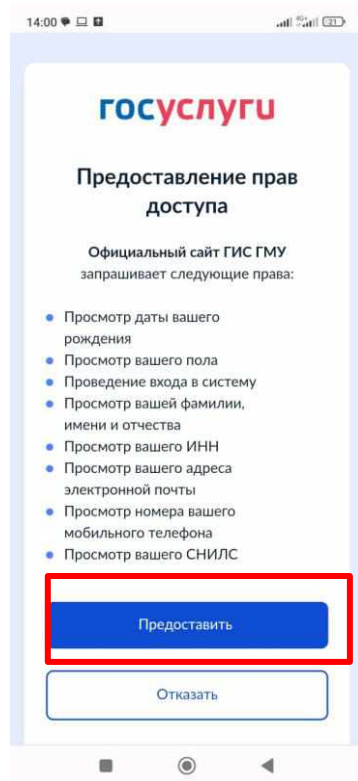 14:00
4G+
21
госуслуги
Предоставление прав
доступа
Официальный сайт ГИС ГМУ
запрашивает следующие права:
Просмотр даты вашего
рождения
Просмотр вашего пола
Проведение входа в систему
Просмотр вашей фамилии,
имени и отчества
Просмотр вашего ИНН
Просмотр вашего адреса
электронной почты
Просмотр номера вашего
мобильного телефона
Просмотр вашего СНИЛС
Предоставить
Отказать